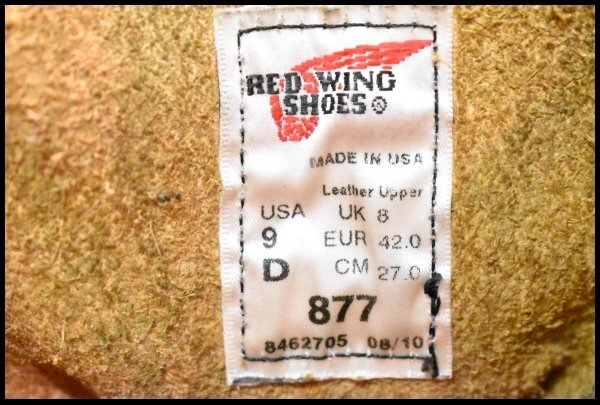 RED WING
SHOES®
MADE IN USA
Leather Upper
USA UK 8
9 EUR 42.0
D CM 27.0
877
8462705 08/10